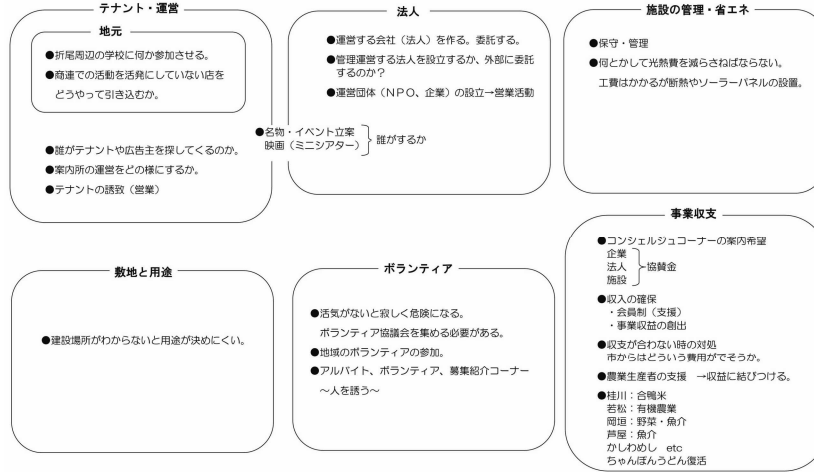 テナント・運営
地元
●折尾周辺の学校に何か参加させる。
●商連での活動を活発にしていない店を
どうやって引き込むか。
●誰がテナントや広告主を探してくるのか。
●案内所の運営をどの様にするか。
●テナントの誘致（営業）
法人
●運営する会社（法人）を作る。委託する。
●管理運営する法人を設立するか、外部に委託
するのか？
●運営団体（ＮＰＯ、企業）の設立→営業活動
●名物・イベント立案
映画（ミニシアター）
誰がするか
施設の管理・省エネ
●保守・管理
●何とかして光熱費を減らさねばならない。
工費はかかるが断熱やソーラーパネルの設置。
敷地と用途
●建設場所がわからないと用途が決めにくい。
ボランティア
●活気がないと寂しく危険になる。
ボランティア協議会を集める必要がある。
●地域のボランティアの参加。
●アルバイト、ボランティア、募集紹介コーナー
～人を誘う～
事業収支
●コンシェルジュコーナーの案内希望
企業
法人
施設
協賛金
●収入の確保
・会員制（支援）
・事業収益の創出
●収支が合わない時の対処
市からはどういう費用がでそうか。
●農業生産者の支援　→収益に結びつける。
●桂川：合鴨米
若松：有機農業
岡垣：野菜・魚介
芦屋：魚介
かしわめし　etc
ちゃんぽんうどん復活